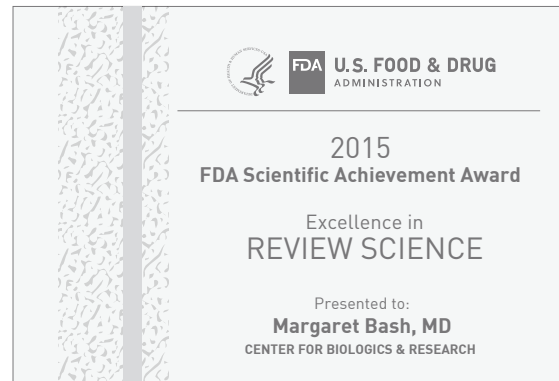 FDA U.S. FOOD & DRUG
ADMINISTRATION
2015
FDA Scientific Achievement Award
Excellence in
REVIEW SCIENCE
Presented to:
Margaret Bash, MD
CENTER FOR BIOLOGICS & RESEARCH